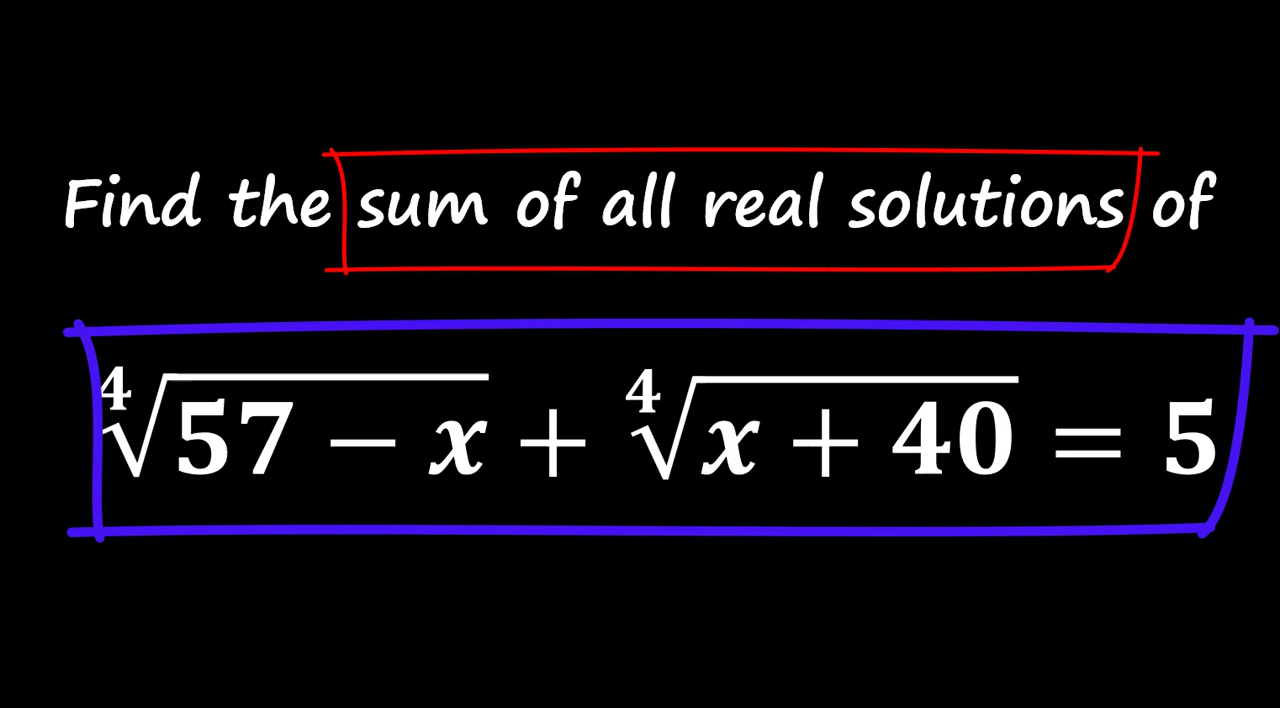 Find the sum of all real solutions of
∜(57 − x) + ∜(x + 40) = 5